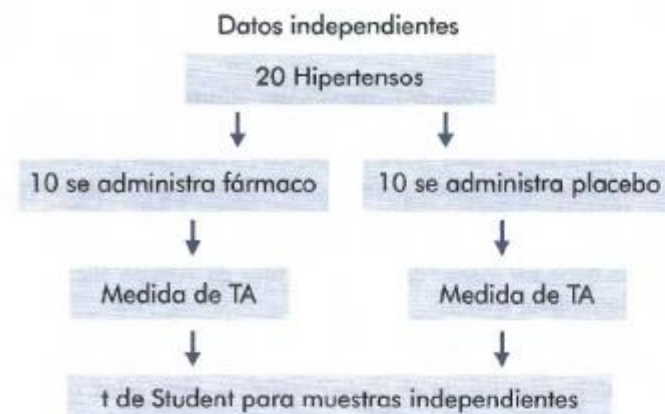 Datos independientes
20 Hipertensos
10 se administra fármaco
10 se administra placebo
Medida de TA
Medida de TA
t de Student para muestras independientes